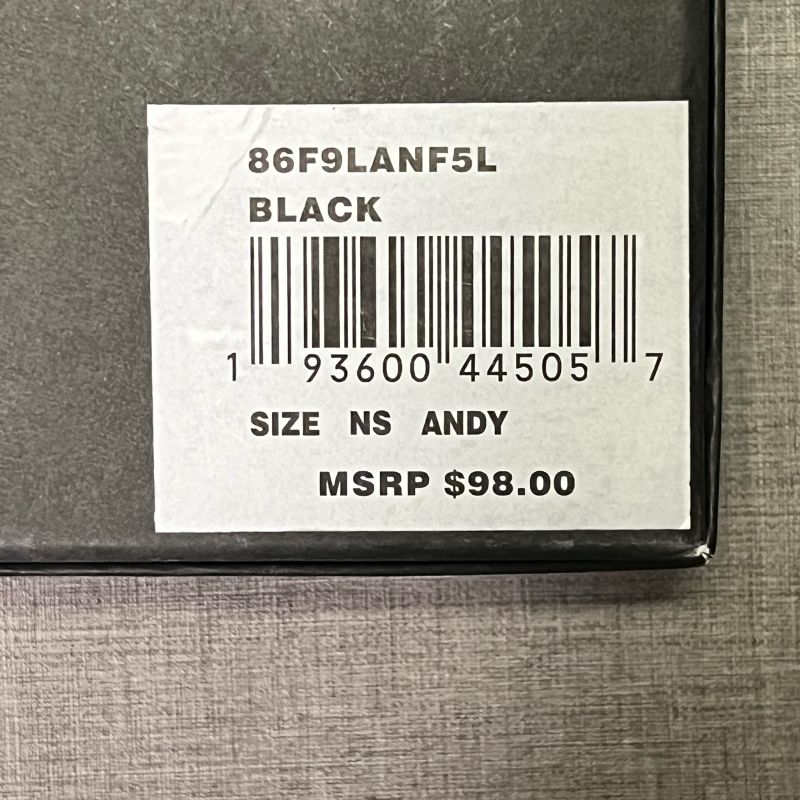 86F9LANF5L
BLACK
1 93600 44505 7
SIZE NS ANDY
MSRP $98.00